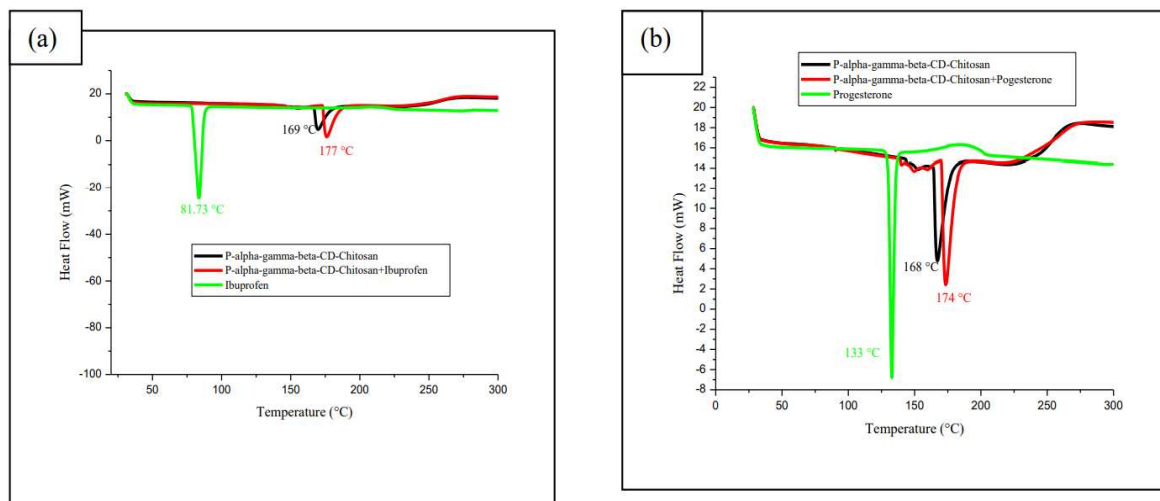 (a)
20
0
-20
-40
-60
-80
-100
Heat Flow (mW)
169 °C
177 °C
81.73 °C
P-alpha-gamma-beta-CD-Chitosan
P-alpha-gamma-beta-CD-Chitosan+Ibuprofen
Ibuprofen
50
100
150
200
250
300
Temperature (°C)
(b)
P-alpha-gamma-beta-CD-Chitosan
P-alpha-gamma-beta-CD-Chitosan+Pogesterone
Progesterone
20
18
16
14
12
10
8
6
4
2
0
-2
-4
-6
-8
Heat Flow (mW)
168 °C
174 °C
133 °C
0
50
100
150
200
250
300
Temperature (°C)